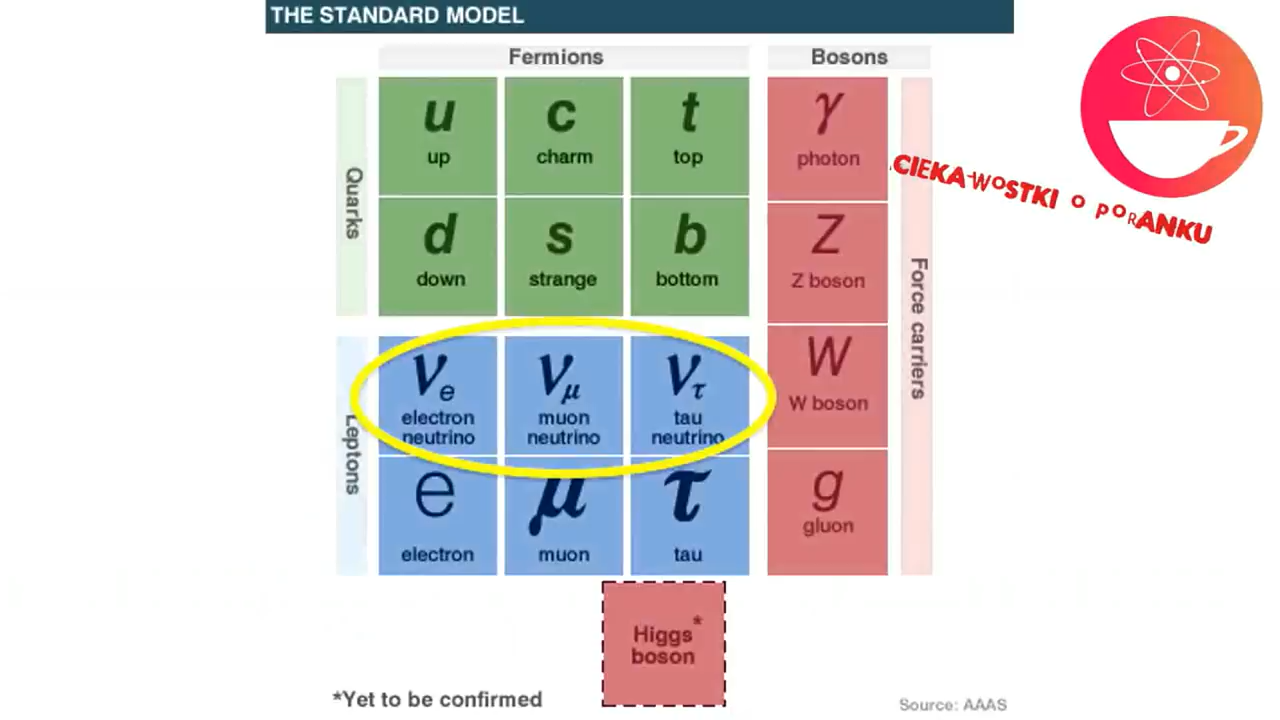 THE STANDARD MODEL
Fermions
Bosons
Quarks
u
up
c
charm
t
top
d
down
s
strange
b
bottom
Leptons
νe
electron
neutrino
νμ
muon
neutrino
ντ
tau
neutrino
e
electron
μ
muon
τ
tau
γ
photon
Z
Z boson
W
W boson
g
gluon
Force carriers
Higgs*
boson
*Yet to be confirmed
Source: AAAS
CIEKAWOSTKI o PoRANKU